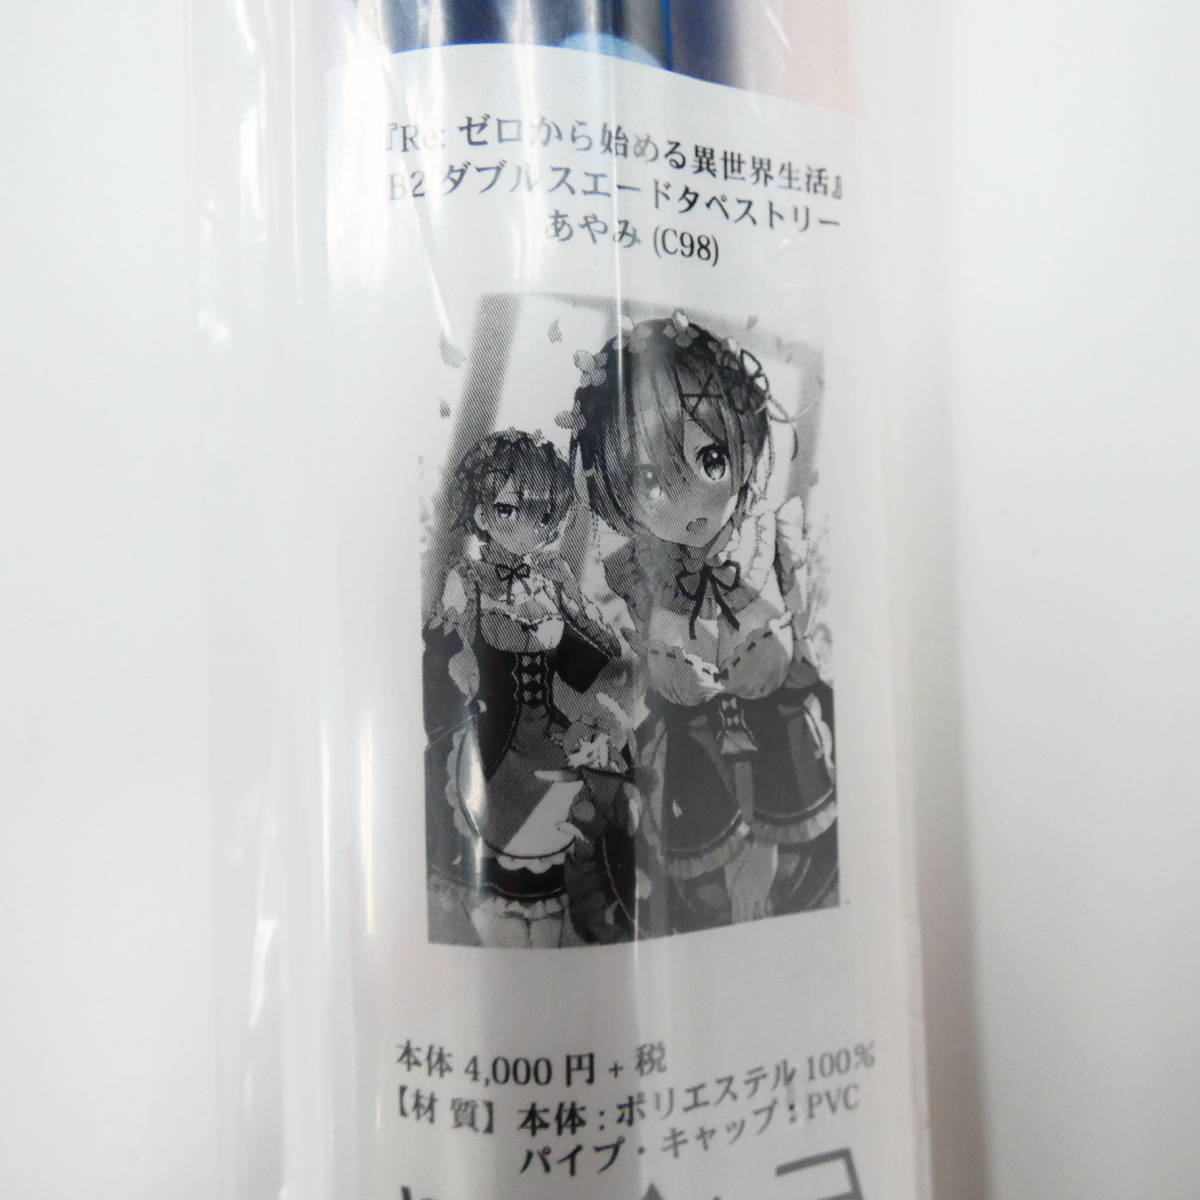 『Re: ゼロから始める異世界生活』
B2 ダブルスエードタペストリー
あやみ (C98)
本体 4,000 円 + 税
【材 質】 本体 : ポリエステル 100%
パイプ・キャップ : PVC